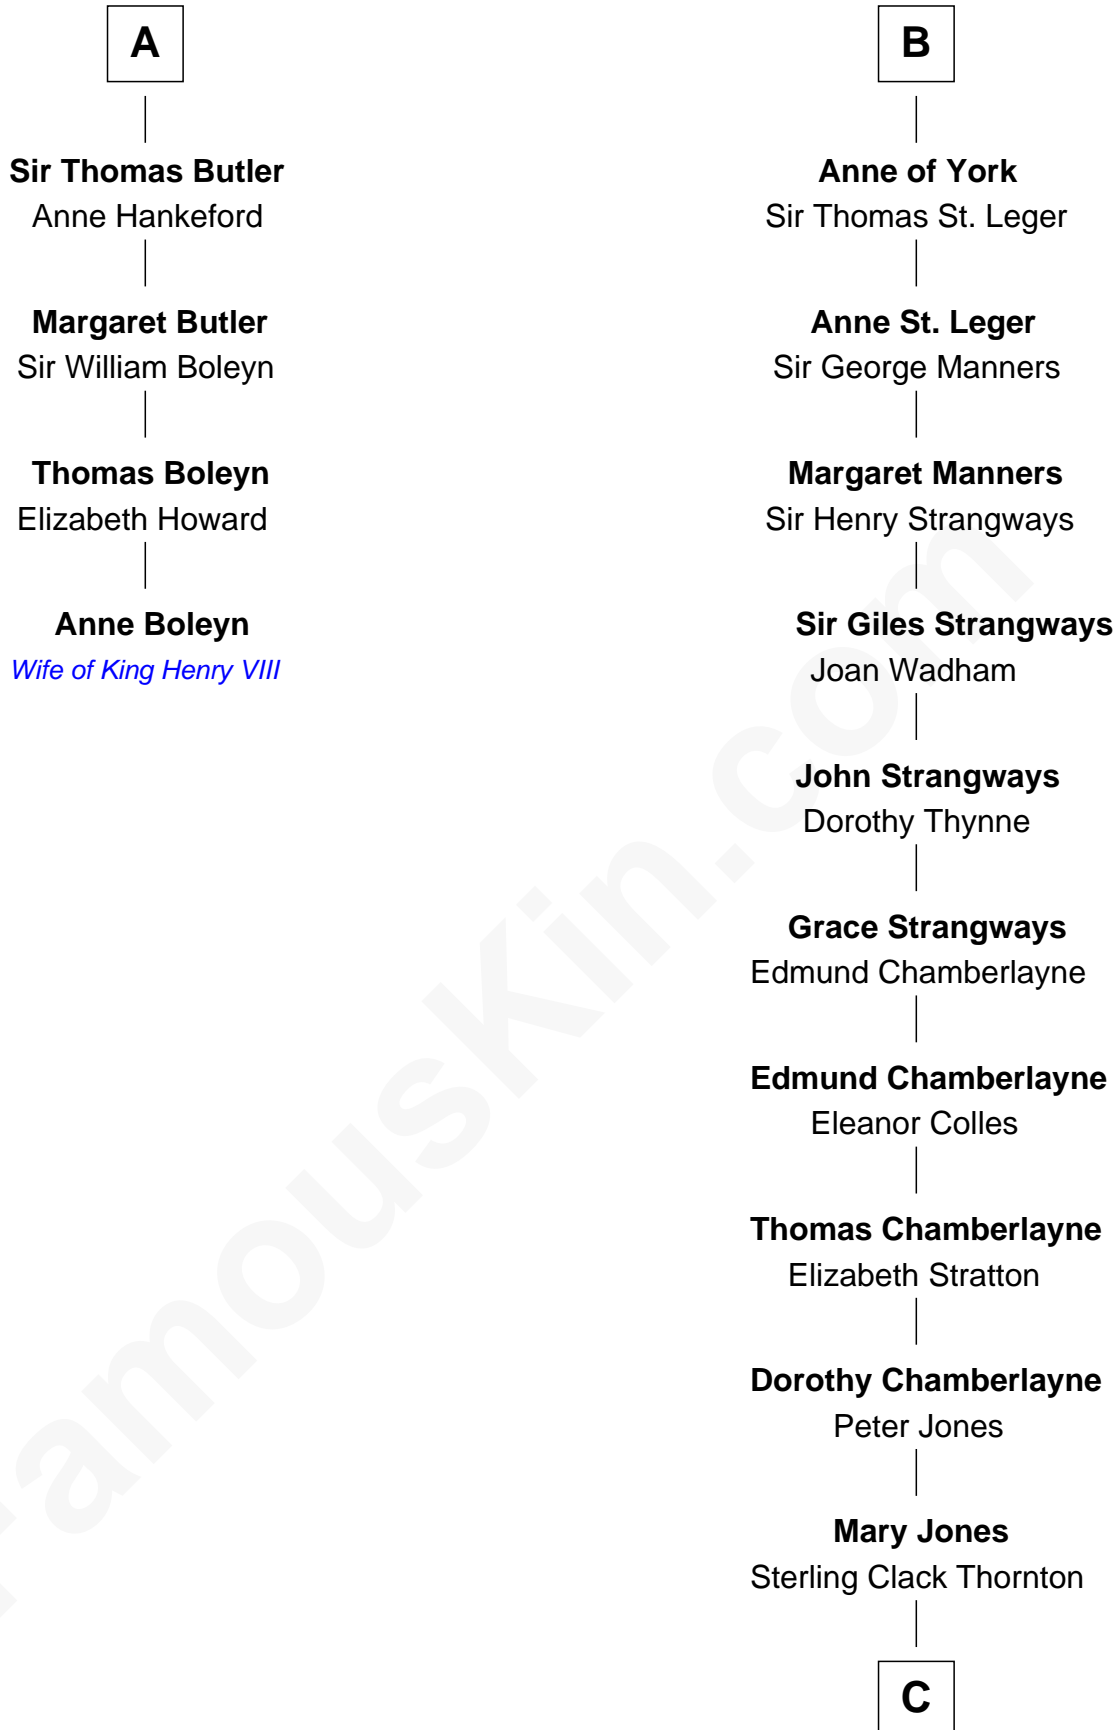 A
Sir Thomas Butler
Anne Hankeford
Margaret Butler
Sir William Boleyn
Thomas Boleyn
Elizabeth Howard
Anne Boleyn
Wife of King Henry VIII
B
Anne of York
Sir Thomas St. Leger
Anne St. Leger
Sir George Manners
Margaret Manners
Sir Henry Strangways
Sir Giles Strangways
Joan Wadham
John Strangways
Dorothy Thynne
Grace Strangways
Edmund Chamberlayne
Edmund Chamberlayne
Eleanor Colles
Thomas Chamberlayne
Elizabeth Stratton
Dorothy Chamberlayne
Peter Jones
Mary Jones
Sterling Clack Thornton
C
FamousKin.com